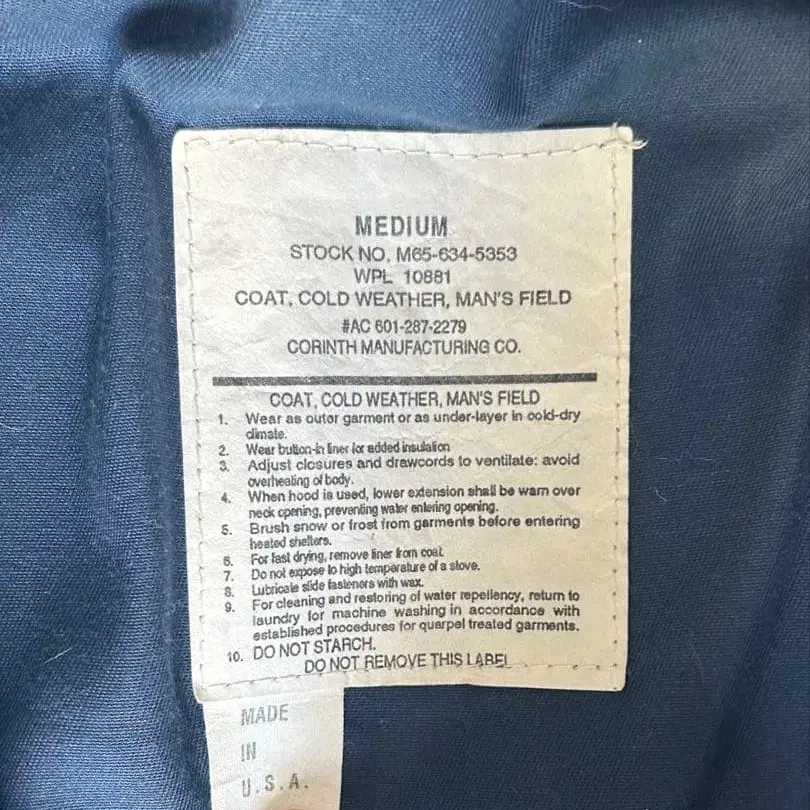 MEDIUM
STOCK NO. M65-634-5353
WPL 10881
COAT, COLD WEATHER, MAN'S FIELD
#AC 601-287-2279
CORINTH MANUFACTURING CO.
COAT, COLD WEATHER, MAN'S FIELD
1. Wear as outer garment or as under-layer in cold-dry
climate.
2. Wear button-in liner for added insulation
3. Adjust closures and drawcords to ventilate: avoid
overheating of body.
4. When hood is used, lower extension shall be warn over
neck opening, preventing water entering opening.
5. Brush snow or frost from garments before entering
heated shelters.
6. For fast drying, remove liner from coat.
7. Do not expose to high temperature of a stove.
8. Lubricate slide fasteners with wax.
9. For cleaning and restoring of water repellency, return to
laundry for machine washing in accordance with
established procedures for quarpel treated garments.
10. DO NOT STARCH.
DO NOT REMOVE THIS LABEL
MADE
IN
U.S.A.